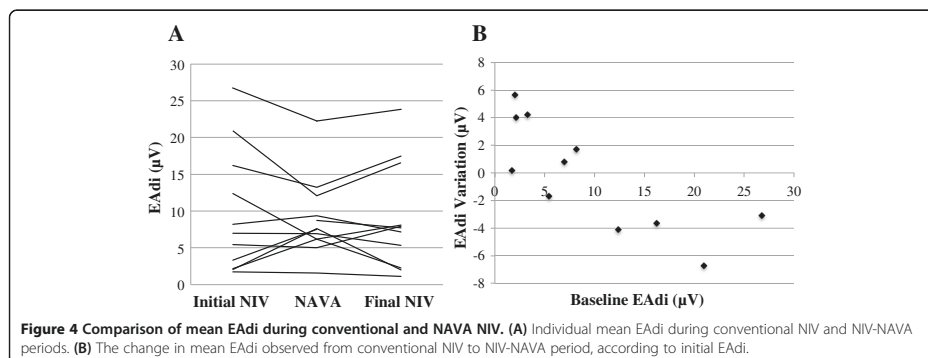 A
EAdi (µV)
30
25
20
15
10
5
0
Initial NIV NAVA Final NIV
B
EAdi Variation (µV)
8
6
4
2
0
-2
-4
-6
-8
0 5 10 15 20 25 30
Baseline EAdi (µV)
Figure 4 Comparison of mean EAdi during conventional and NAVA NIV. (A) Individual mean EAdi during conventional NIV and NIV-NAVA
periods. (B) The change in mean EAdi observed from conventional NIV to NIV-NAVA period, according to initial EAdi.